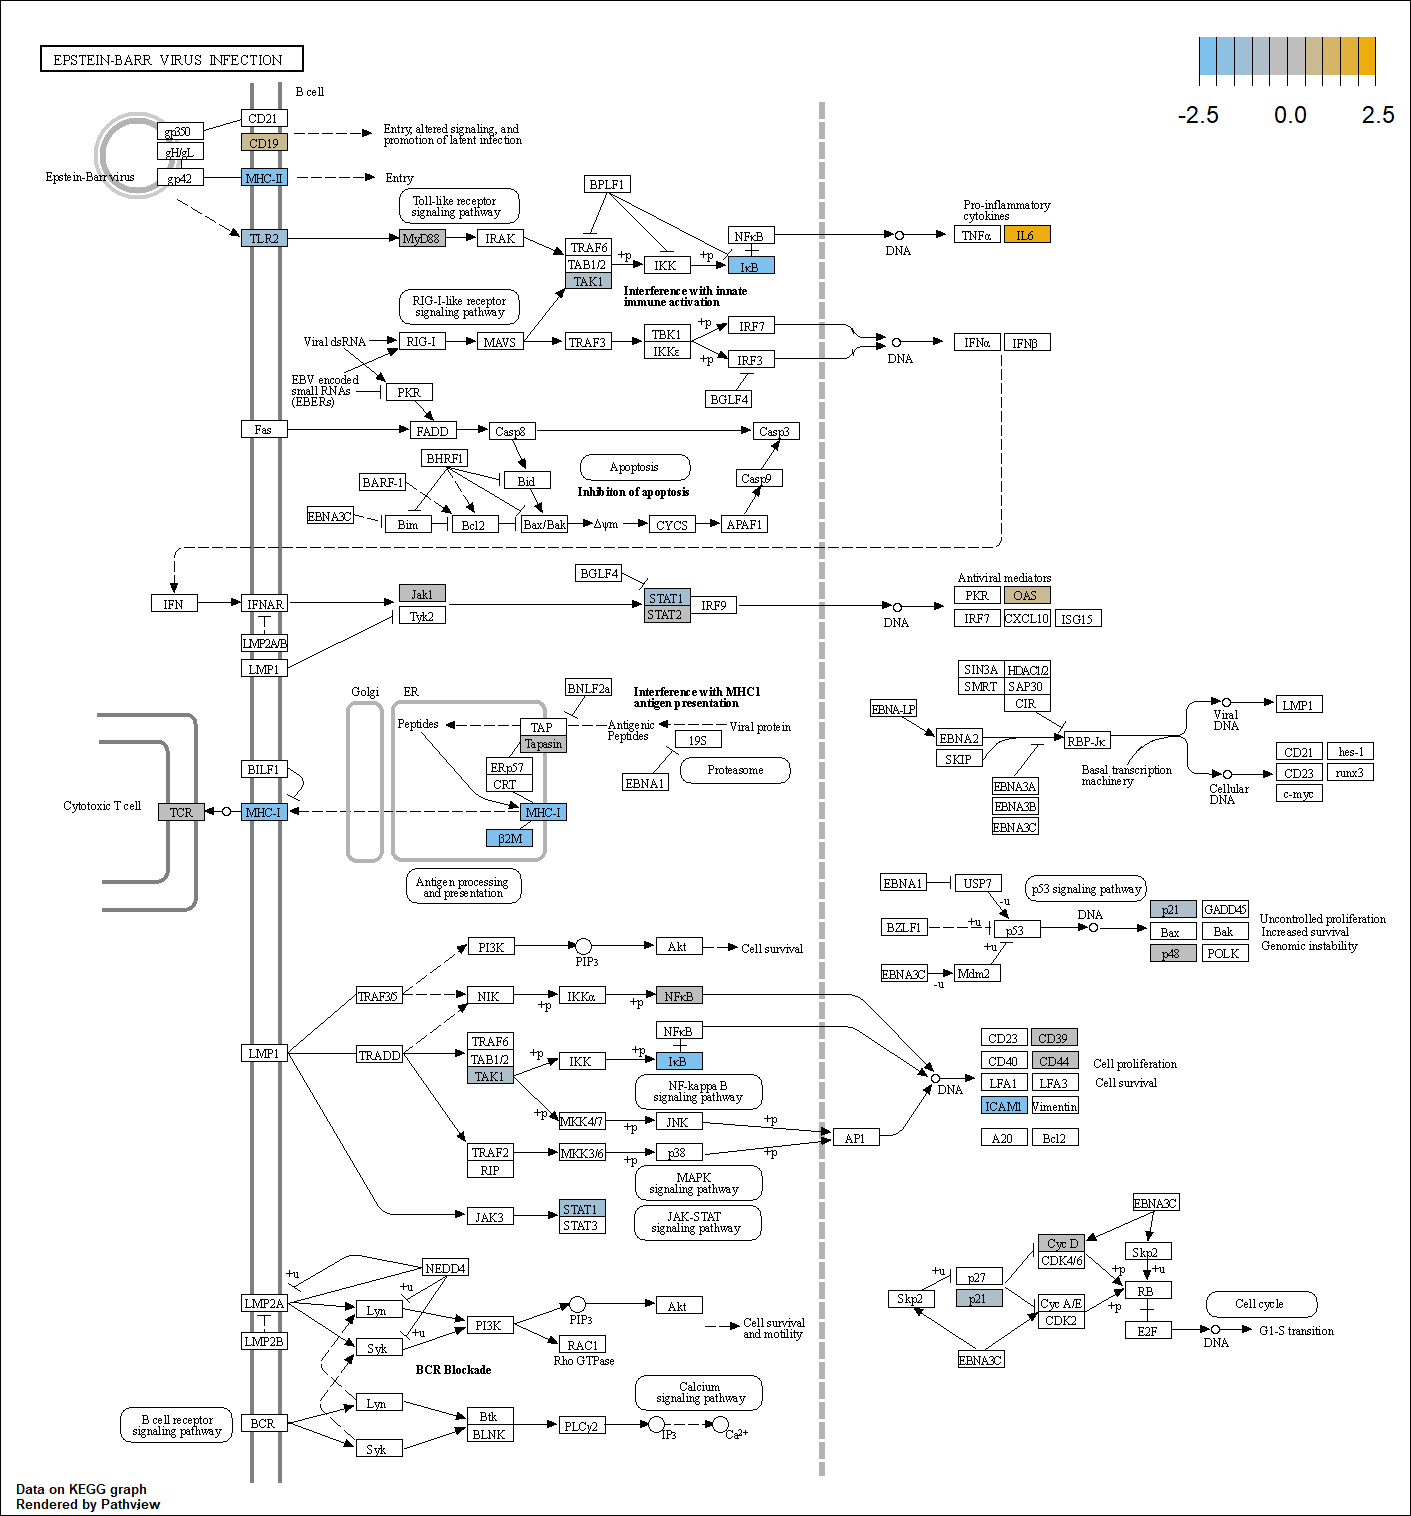 EPSTEIN-BARR VIRUS INFECTION
-2.5 0.0 2.5
B cell
CD21
gp350
Entry, altered signaling, and
promotion of latent infection
CD19
gH/gL
Epstein-Barr virus
gp42
MHC-II
Entry
BPLF1
Toll-like receptor
signaling pathway
Pro-inflammatory
cytokines
TLR2
MyD88
IRAK
TRAF6
TAB1/2
TAK1
+p
IKK
+p
NFκB
IκB
DNA
TNFα
IL6
Interference with innate
immune activation
RIG-I-like receptor
signaling pathway
Viral dsRNA
RIG-I
MAVS
TRAF3
TBK1
IKKε
+p
+p
IRF7
IRF3
DNA
IFNα
IFNβ
EBV encoded
small RNAs
(EBERs)
PKR
BGLF4
Fas
FADD
Casp8
Casp3
BHRF1
Apoptosis
BARF-1
Bid
Casp9
Inhibiton of apoptosis
EBNA3C
Bim
Bcl2
Bax/Bak
Δψm
CYCS
APAF1
BGLF4
Antiviral mediators
IFN
IFNAR
Jak1
Tyk2
STAT1
STAT2
IRF9
DNA
PKR
OAS
IRF7
CXCL10
ISG15
LMP2A/B
LMP1
Golgi
ER
BNLF2a
Interference with MHC1
antigen presentation
Peptides
TAP
Tapasin
Antigenic
Peptides
Viral protein
19S
ERp57
CRT
EBNA1
Proteasome
BILF1
Cytotoxic T cell
TCR
MHC-I
MHC-I
β2M
Antigen processing
and presentation
SIN3A
HDAC1/2
SMRT
SAP30
CIR
EBNA-LP
EBNA2
SKIP
RBP-Jκ
Viral
DNA
LMP1
Basal transcription
machinery
Cellular
DNA
CD21
hes-1
CD23
runx3
c-myc
EBNA3A
EBNA3B
EBNA3C
EBNA1
USP7
p53 signaling pathway
-u
BZLF1
+u
p53
DNA
p21
GADD45
Bax
Bak
p48
POLK
Uncontrolled proliferation
Increased survival
Genomic instability
+u
EBNA3C
-u
Mdm2
PI3K
PIP3
Akt
Cell survival
TRAF3/5
NIK
+p
IKKα
+p
NFκB
LMP1
TRADD
TRAF6
TAB1/2
TAK1
+p
IKK
+p
NFκB
IκB
NF-kappa B
signaling pathway
+p
MKK4/7
+p
JNK
+p
TRAF2
RIP
MKK3/6
+p
p38
+p
AP1
MAPK
signaling pathway
DNA
CD23
CD39
CD40
CD44
LFA1
LFA3
ICAM1
Vimentin
A20
Bcl2
Cell proliferation
Cell survival
JAK3
STAT1
STAT3
JAK-STAT
signaling pathway
NEDD4
+u
+u
LMP2A
Lyn
+u
LMP2B
Syk
PI3K
PIP3
Akt
RAC1
Rho GTPase
Cell survival
and motility
BCR Blockade
Calcium
signaling pathway
B cell receptor
signaling pathway
BCR
Lyn
Syk
Btk
BLNK
PLCγ2
IP3
Ca2+
EBNA3C
Cyc D
CDK4/6
Skp2
+u
+u
p27
p21
Skp2
+p
RB
+p
Cyc A/E
CDK2
E2F
Cell cycle
DNA
G1-S transition
EBNA3C
Data on KEGG graph
Rendered by Pathview